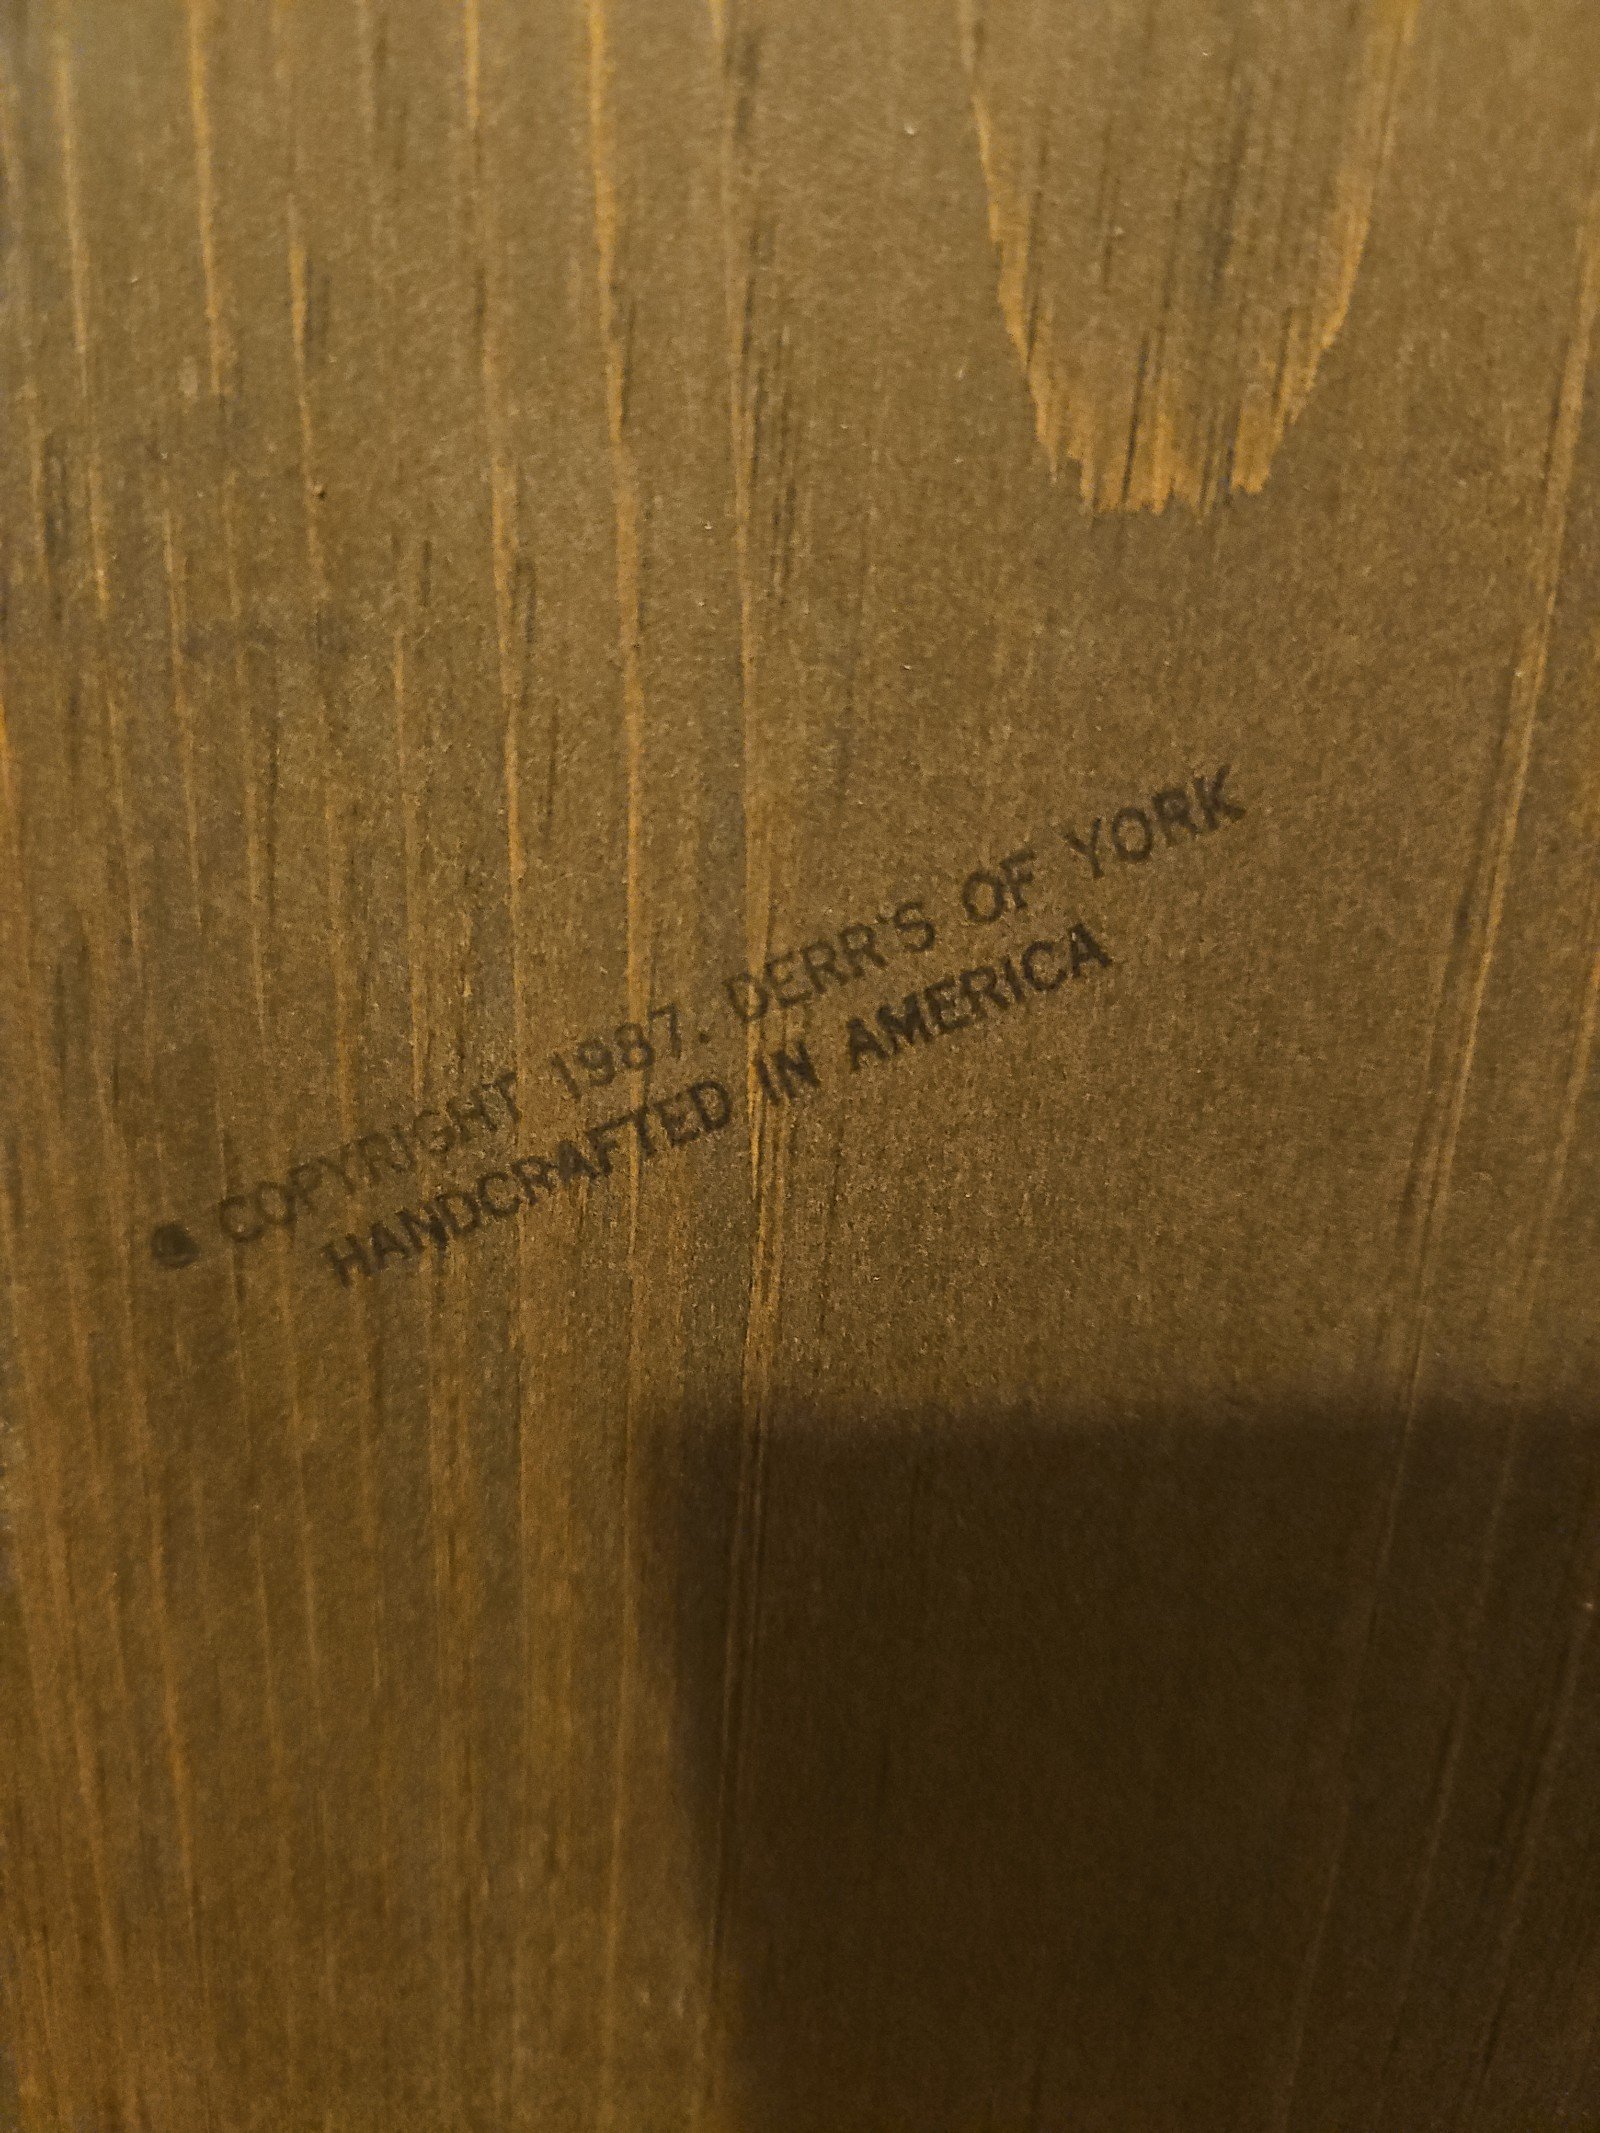 © COPYRIGHT 1987. DERR'S OF YORK
HANDCRAFTED IN AMERICA